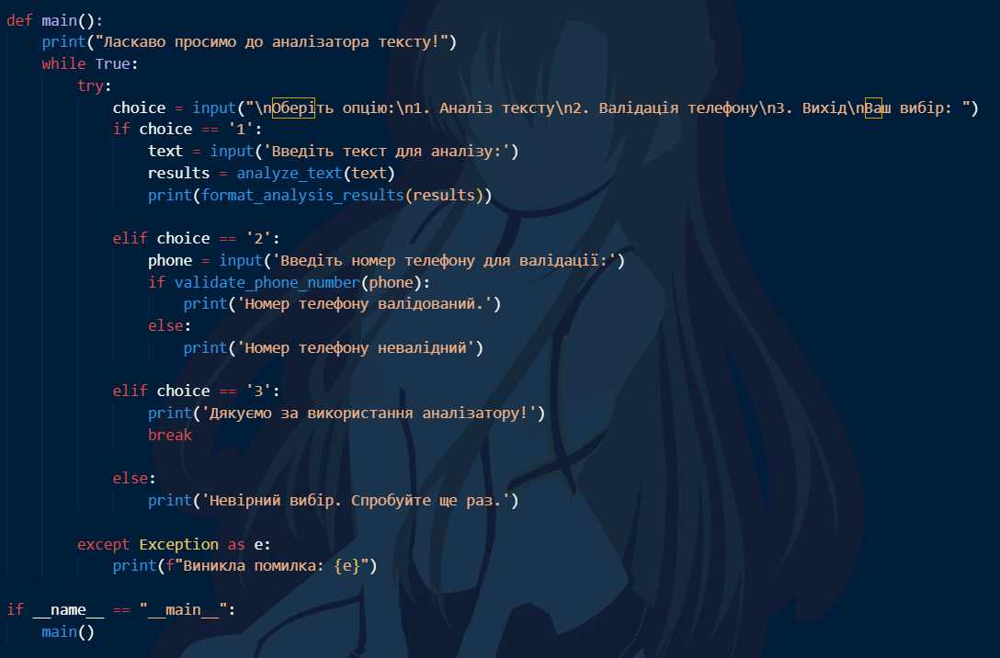 def main():
    print("Ласкаво просимо до аналізатора тексту!")
    while True:
        try:
            choice = input("\nОберіть опцію:\n1. Аналіз тексту\n2. Валідація телефону\n3. Вихід\nВаш вибір: ")
            if choice == '1':
                text = input('Введіть текст для аналізу:')
                results = analyze_text(text)
                print(format_analysis_results(results))

            elif choice == '2':
                phone = input('Введіть номер телефону для валідації:')
                if validate_phone_number(phone):
                    print('Номер телефону валідований.')
                else:
                    print('Номер телефону невалідний')

            elif choice == '3':
                print('Дякуємо за використання аналізатору!')
                break

            else:
                print('Невірний вибір. Спробуйте ще раз.')

        except Exception as e:
            print(f"Виникла помилка: {e}")

if __name__ == "__main__":
    main()